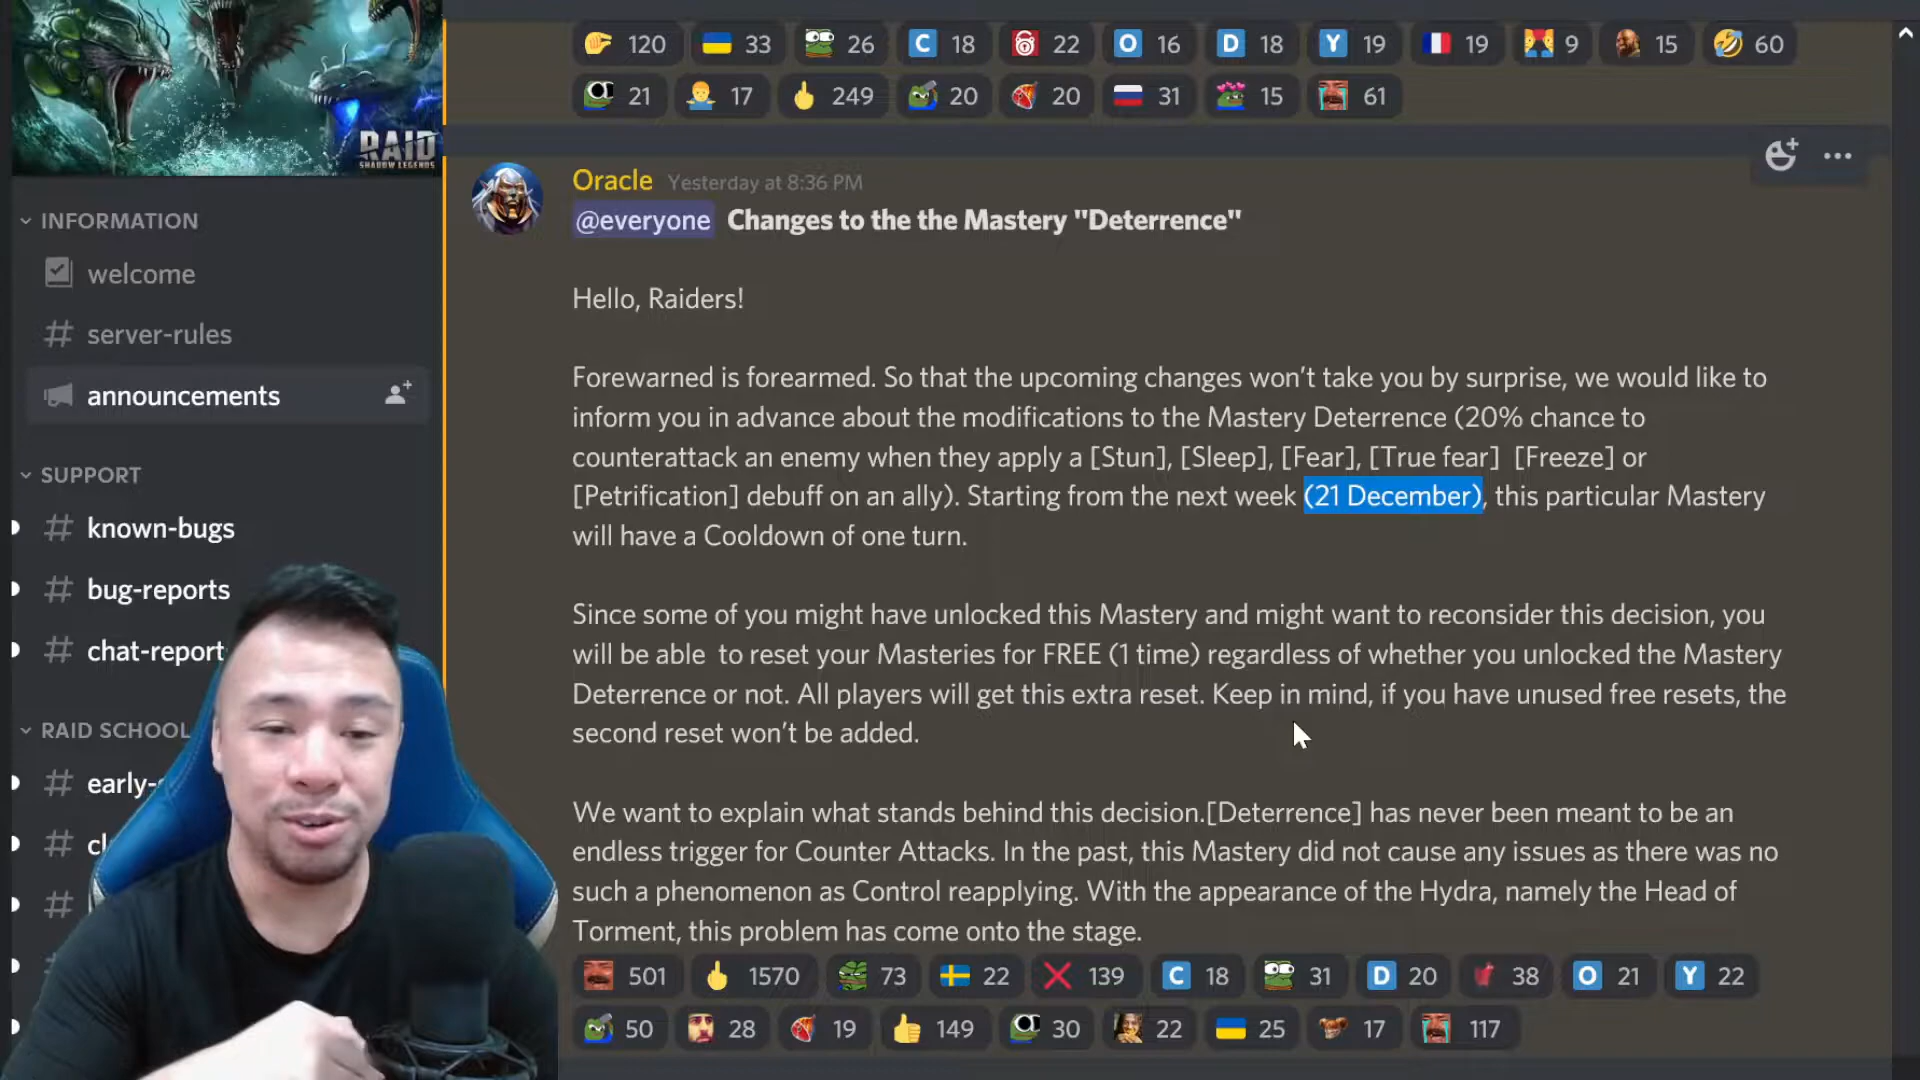 120 33 26 C 18 22 O 16 D 18 Y 19 19 9 15 60
21 17 249 20 20 31 15 61
RAID
SHADOW LEGENDS
INFORMATION
welcome
# server-rules
announcements
SUPPORT
# known-bugs
# bug-reports
# chat-report
RAID SCHOOL
# early-
#
#
Oracle Yesterday at 8:36 PM
@everyone Changes to the the Mastery "Deterrence"
Hello, Raiders!
Forewarned is forearmed. So that the upcoming changes won't take you by surprise, we would like to
inform you in advance about the modifications to the Mastery Deterrence (20% chance to
counterattack an enemy when they apply a [Stun], [Sleep], [Fear], [True fear] [Freeze] or
[Petrification] debuff on an ally). Starting from the next week (21 December), this particular Mastery
will have a Cooldown of one turn.
Since some of you might have unlocked this Mastery and might want to reconsider this decision, you
will be able to reset your Masteries for FREE (1 time) regardless of whether you unlocked the Mastery
Deterrence or not. All players will get this extra reset. Keep in mind, if you have unused free resets, the
second reset won't be added.
We want to explain what stands behind this decision.[Deterrence] has never been meant to be an
endless trigger for Counter Attacks. In the past, this Mastery did not cause any issues as there was no
such a phenomenon as Control reapplying. With the appearance of the Hydra, namely the Head of
Torment, this problem has come onto the stage.
501 1570 73 22 139 C 18 31 D 20 38 O 21 Y 22
50 28 19 149 30 22 25 17 117